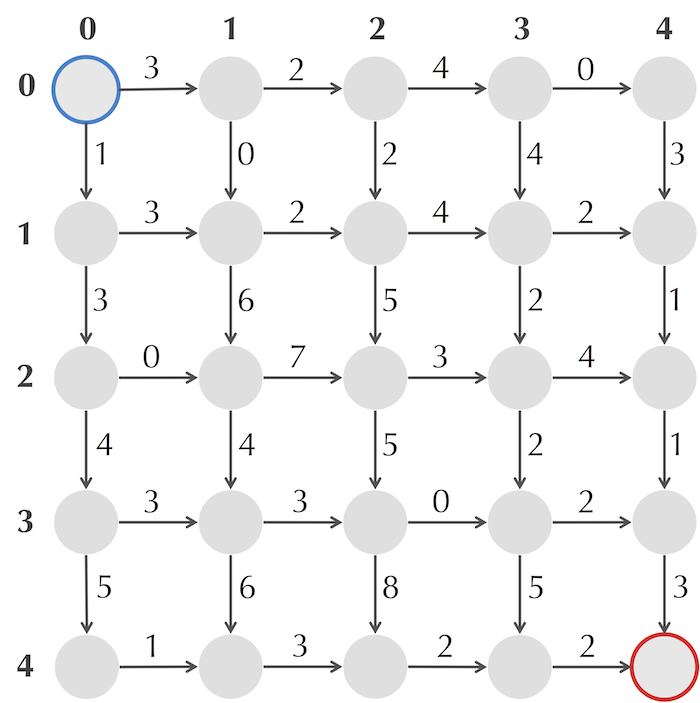 0 1 2 3 4
0 3 2 4 0
1 0 2 4 3
1 3 2 4 2
3 6 5 2 1
2 0 7 3 4
4 4 5 2 1
3 3 3 0 2
5 6 8 5 3
4 1 3 2 2